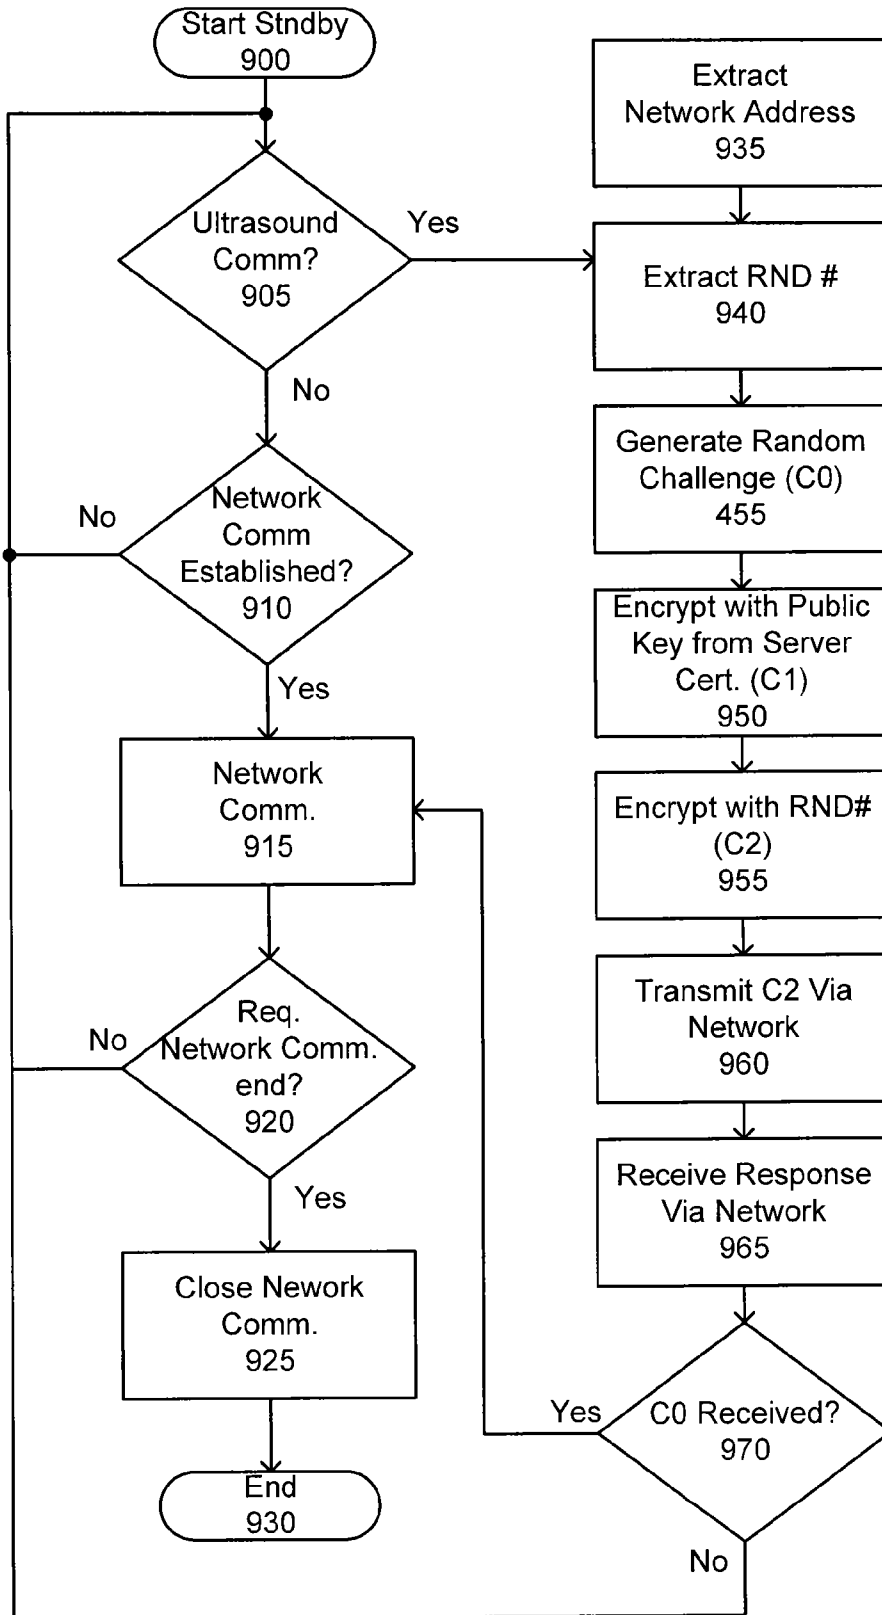 Start Stndby
900
Ultrasound
Comm?
905
Yes
No
Network
Comm
Established?
910
No
Yes
Network
Comm.
915
Req.
Network Comm.
end?
920
No
Yes
Close Nework
Comm.
925
End
930
Extract
Network Address
935
Extract RND #
940
Generate Random
Challenge (C0)
455
Encrypt with Public
Key from Server
Cert. (C1)
950
Encrypt with RND#
(C2)
955
Transmit C2 Via
Network
960
Receive Response
Via Network
965
C0 Received?
970
Yes
No